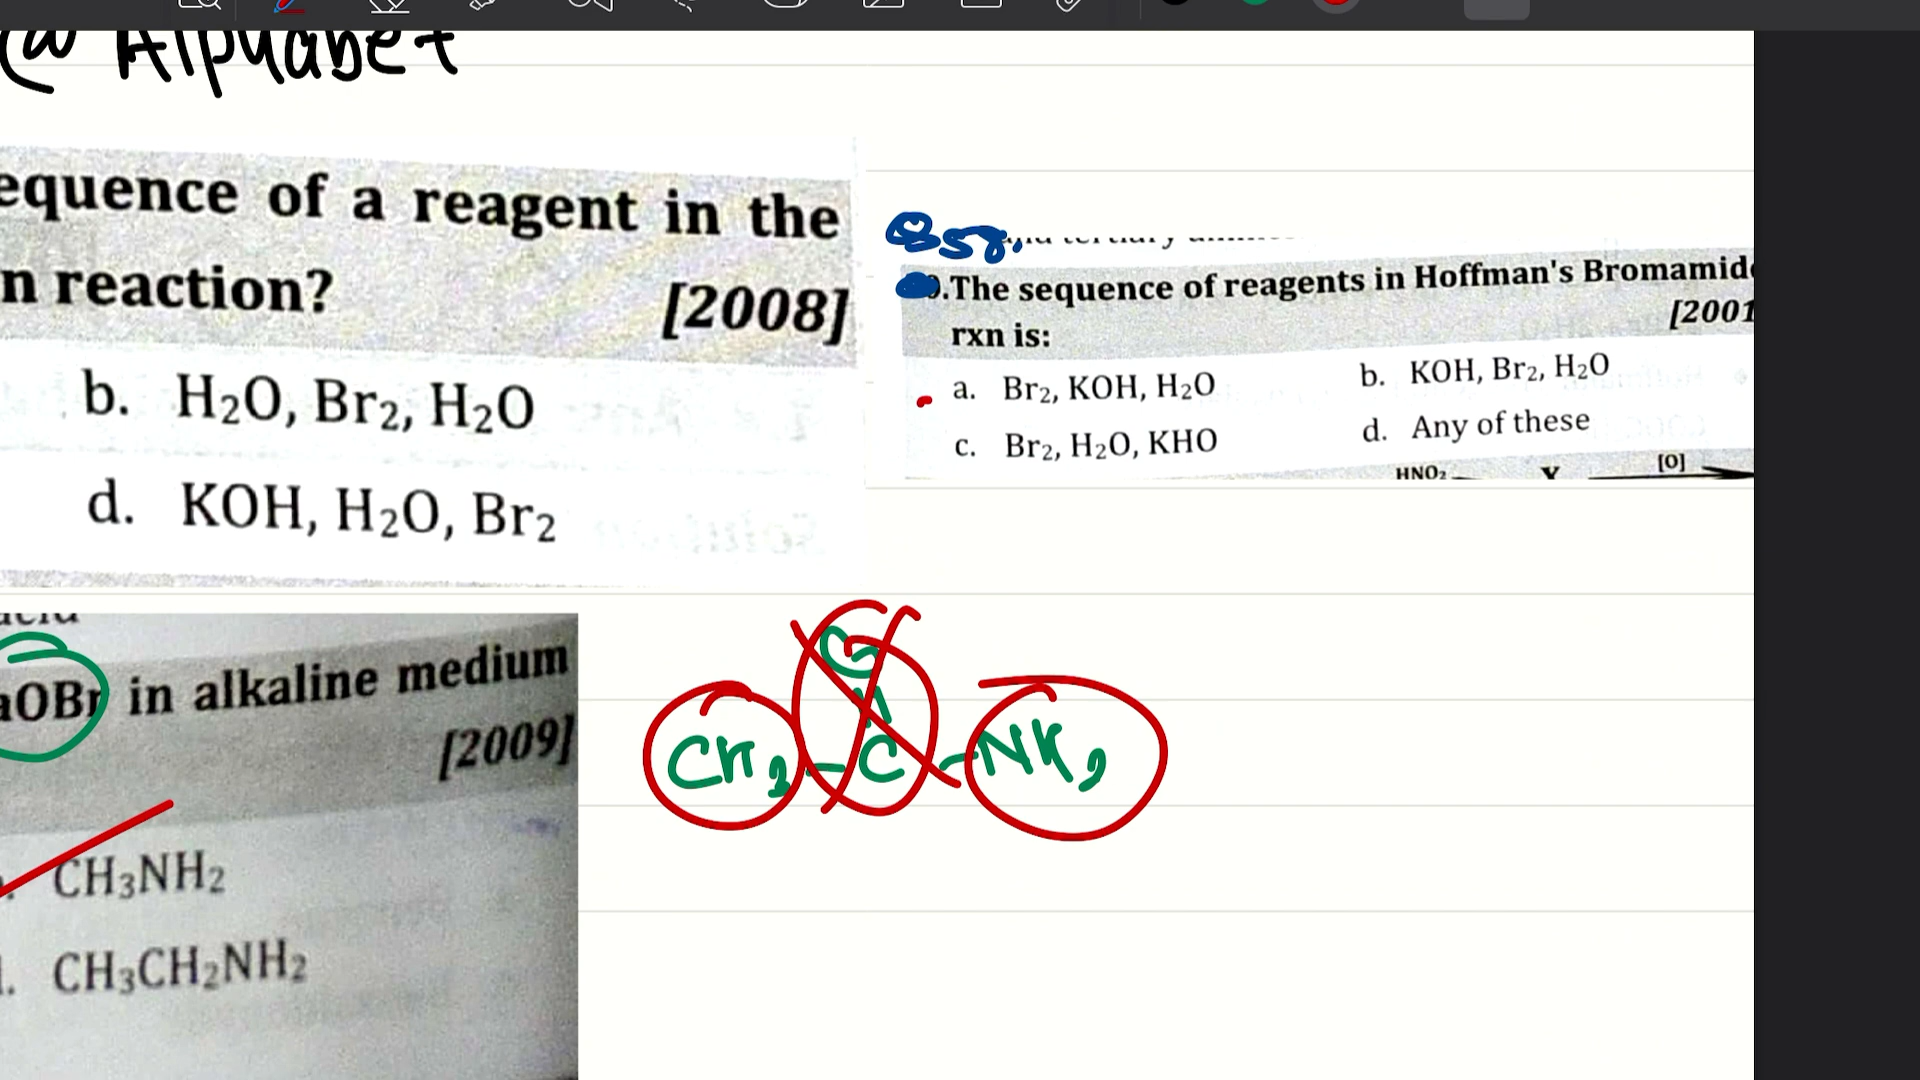 @ Alphabet
equence of a reagent in the
n reaction? [2008]
b. H₂O, Br₂, H₂O
d. KOH, H₂O, Br₂
Q58.
.The sequence of reagents in Hoffman's Bromamide
rxn is: [2001
a. Br₂, KOH, H₂O b. KOH, Br₂, H₂O
c. Br₂, H₂O, KHO d. Any of these
HNO₂ [O]
aOBr in alkaline medium
[2009]
CH₃NH₂
CH₃CH₂NH₂
CH₃-C-NH₂